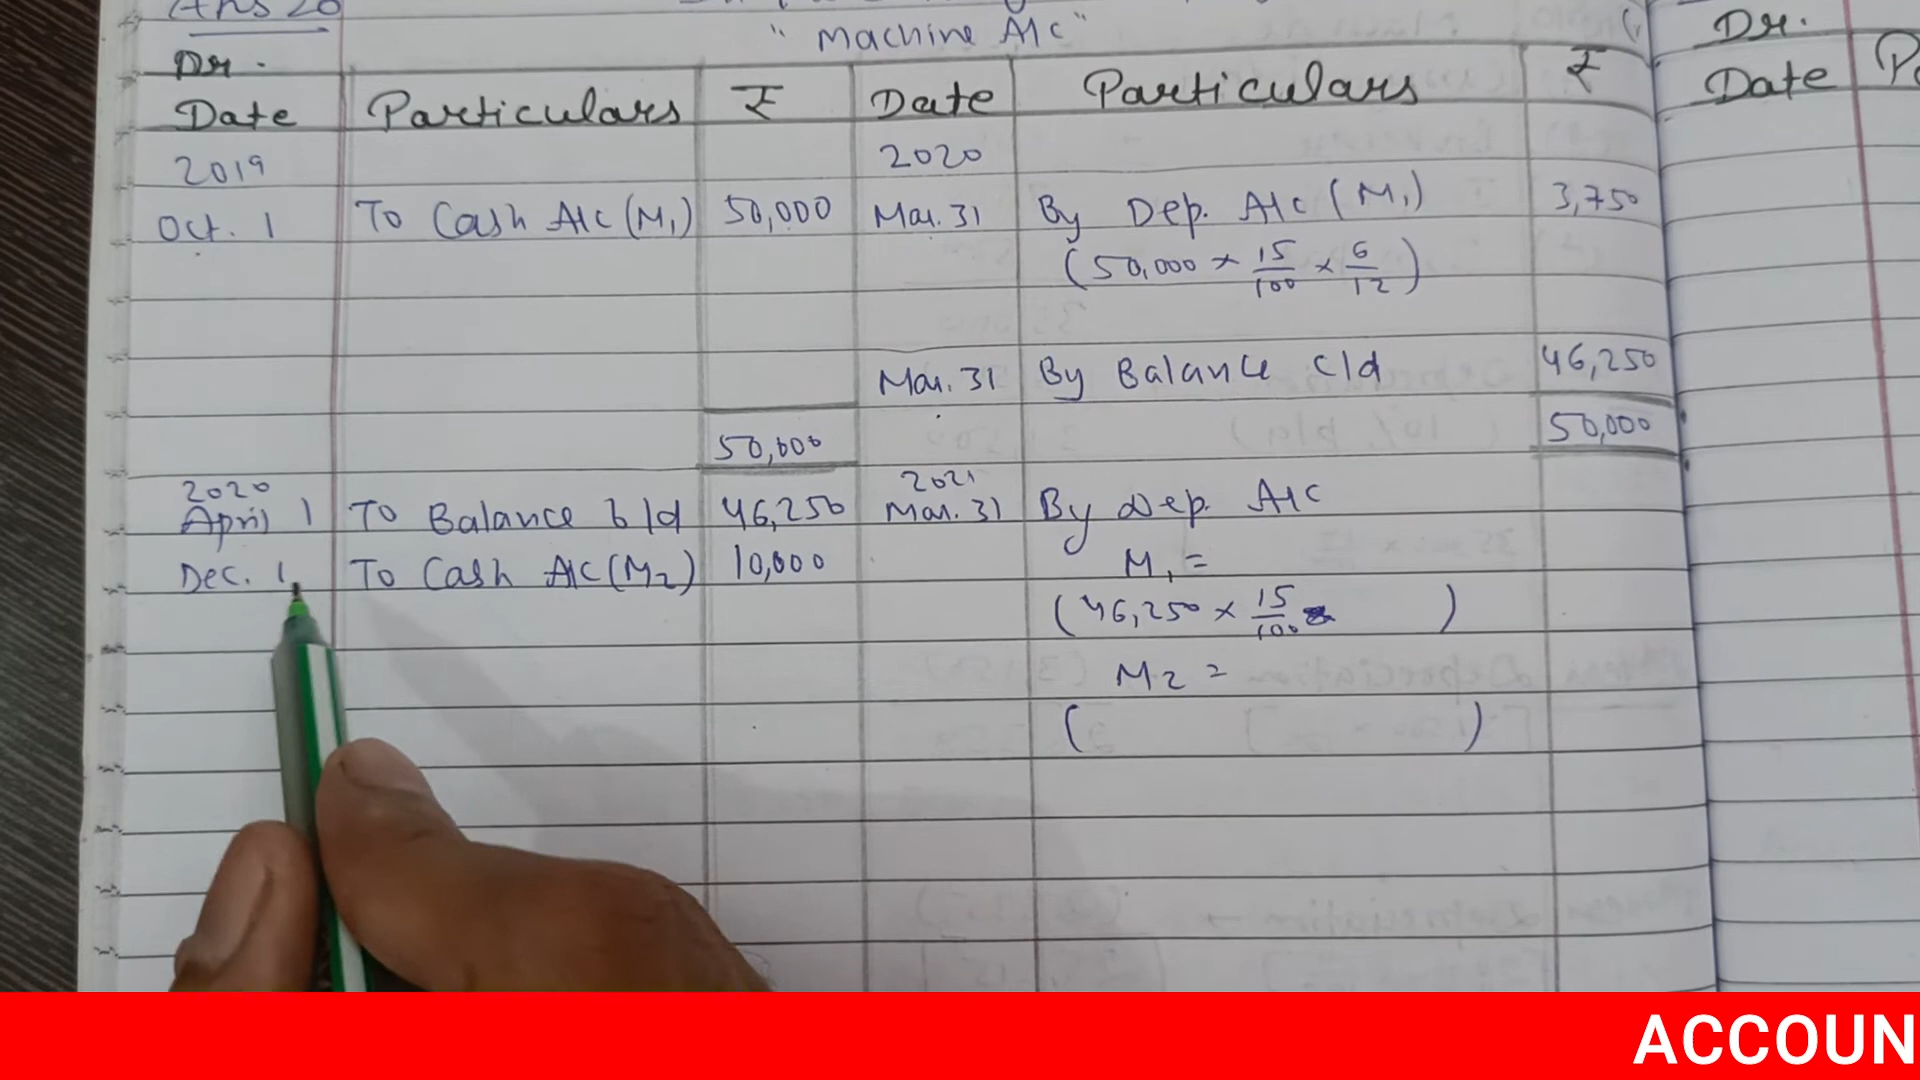 Ans 20
"Machine A/c"
Dr.
Date Particulars ₹ Date Particulars ₹
2019 2020
Oct. 1 To Cash A/c (M1) 50,000 Mar. 31 By Dep. A/c (M1) 3,750
(50,000 × 15/100 × 6/12)
Mar. 31 By Balance c/d 46,250
50,000 50,000
2020 2021
April 1 To Balance b/d 46,250 Mar. 31 By Dep. A/c
Dec. 1 To Cash A/c (M2) 10,000 M1 =
(46,250 × 15/100 )
M2 =
( )
Dr.
Date
ACCOUN